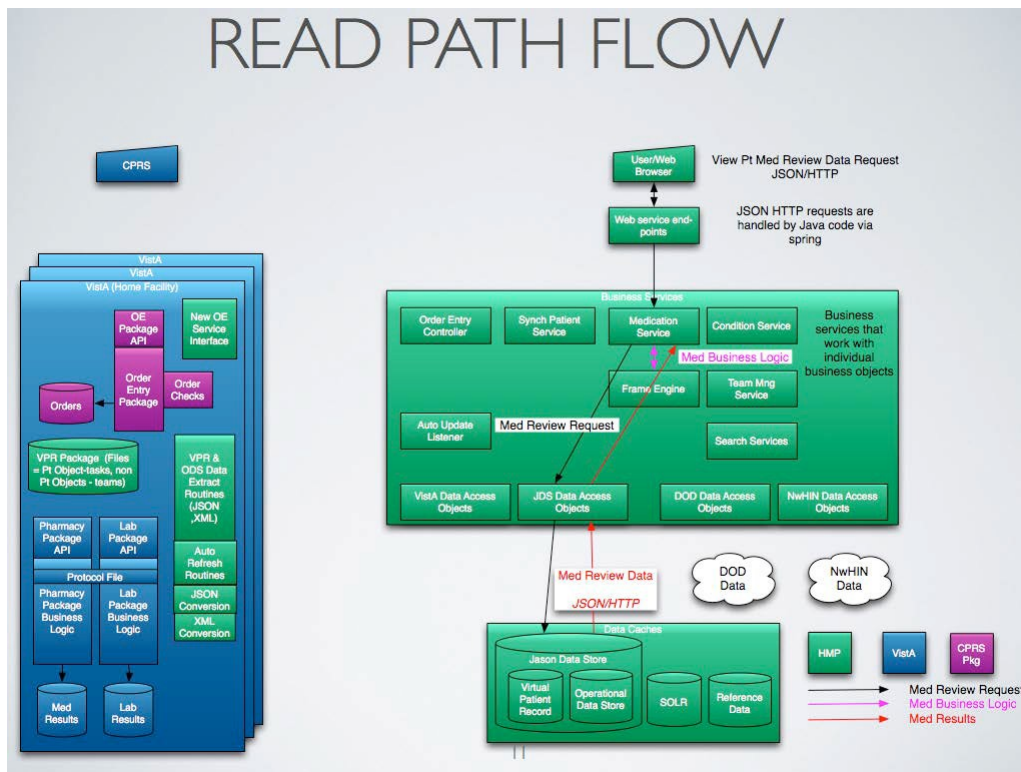 READ PATH FLOW
CPRS
User/Web
Browser
View Pt Med Review Data Request
JSON/HTTP
Web service end-
points
JSON HTTP requests are
handled by Java code via
spring
VistA
VistA
VistA (Home Facility)
OE
Package
API
New OE
Service
Interface
Order
Entry
Package
Order
Checks
Orders
VPR Package (Files
= Pt Object-tasks, non
Pt Objects - teams)
VPR &
ODS Data
Extract
Routines
(JSON
,XML)
Pharmacy
Package
API
Lab
Package
API
Auto
Refresh
Routines
Protocol File
Pharmacy
Package
Business
Logic
Lab
Package
Business
Logic
JSON
Conversion
XML
Conversion
Med
Results
Lab
Results
Business Services
Order Entry
Controller
Synch Patient
Service
Medication
Service
Condition Service
Business
services that
work with
individual
business objects
Med Business Logic
Frame Engine
Team Mng
Service
Auto Update
Listener
Med Review Request
Search Services
VistA Data Access
Objects
JDS Data Access
Objects
DOD Data Access
Objects
NwHIN Data Access
Objects
Med Review Data
JSON/HTTP
DOD
Data
NwHIN
Data
Data Caches
Jason Data Store
Virtual
Patient
Record
Operational
Data Store
SOLR
Reference
Data
HMP
VistA
CPRS
Pkg
Med Review Request
Med Business Logic
Med Results
11